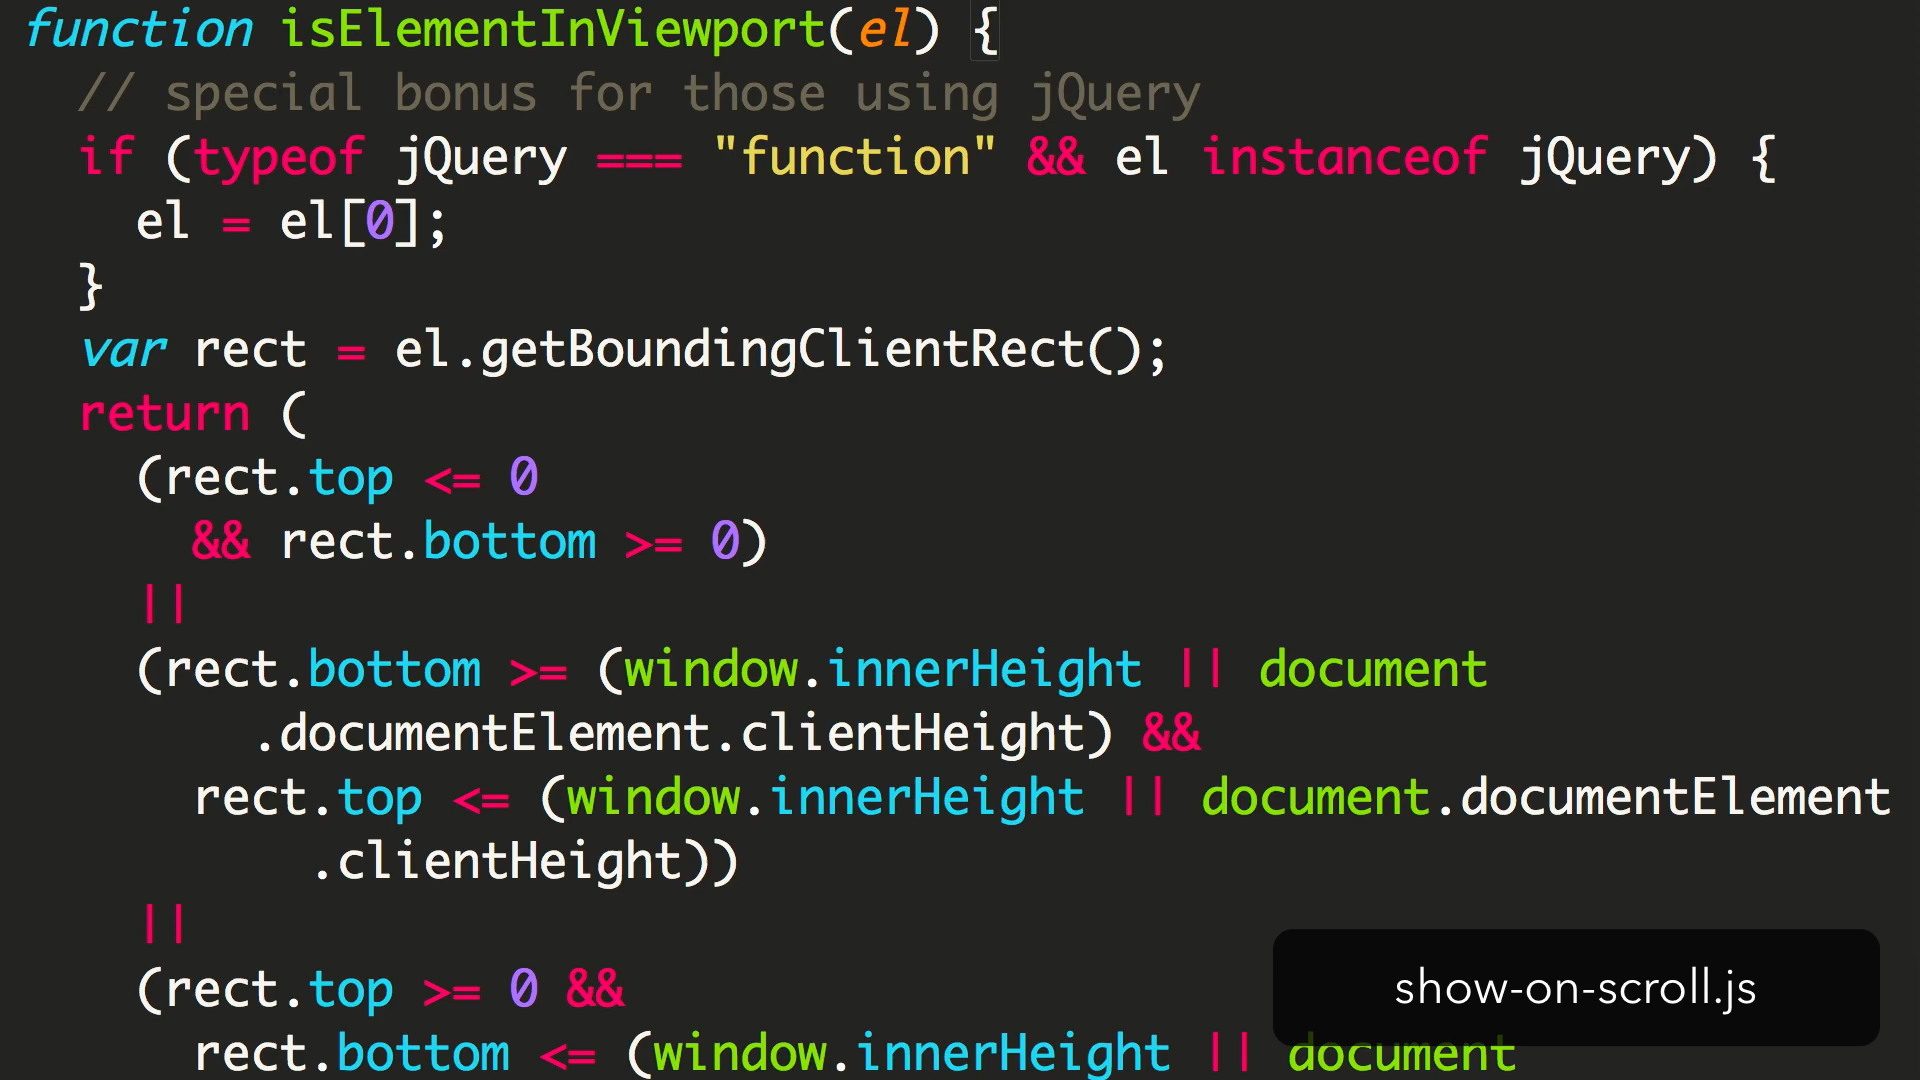 function isElementInViewport(el) {
// special bonus for those using jQuery
if (typeof jQuery === "function" && el instanceof jQuery) {
el = el[0];
}
var rect = el.getBoundingClientRect();
return (
(rect.top <= 0
&& rect.bottom >= 0)
||
(rect.bottom >= (window.innerHeight || document
.documentElement.clientHeight) &&
rect.top <= (window.innerHeight || document.documentElement
.clientHeight))
||
(rect.top >= 0 &&
rect.bottom <= (window.innerHeight || document
show-on-scroll.js